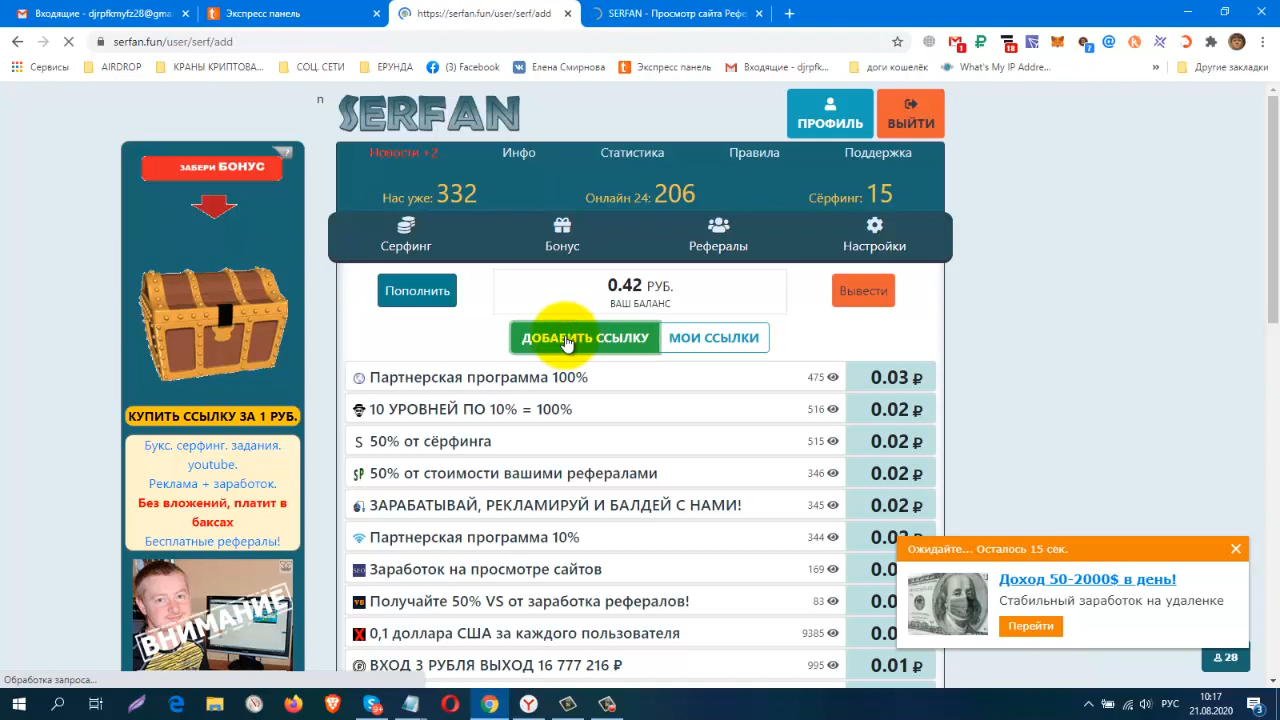 Входящие - djrpfkmyfz28@gma
Экспресс панель
https://serfan.fun/user/serf/add
SERFAN - Просмотр сайта Рефе
serfan.fun/user/serf/add
1
18
7
Сервисы
AIRDROP
КРАНЫ КРИПТОВА...
СОЦ. СЕТИ
ЕРУНДА
(3) Facebook
Елена Смирнова
Экспресс панель
Входящие - djrpfk...
доги кошелёк
What's My IP Addre...
Другие закладки
п
SERFAN
ПРОФИЛЬ
ВЫЙТИ
Новости +2
Инфо
Статистика
Правила
Поддержка
Нас уже: 332
Онлайн 24: 206
Сёрфинг: 15
Серфинг
Бонус
Рефералы
Настройки
Пополнить
0.42 РУБ.
ВАШ БАЛАНС
Вывести
ДОБАВИТЬ ССЫЛКУ
МОИ ССЫЛКИ
Партнерская программа 100% 475 0.03 ₽
10 УРОВНЕЙ ПО 10% = 100% 516 0.02 ₽
50% от сёрфинга 515 0.02 ₽
50% от стоимости вашими рефералами 346 0.02 ₽
ЗАРАБАТЫВАЙ, РЕКЛАМИРУЙ И БАЛДЕЙ С НАМИ! 345 0.02 ₽
Партнерская программа 10% 344
Заработок на просмотре сайтов 169
Получайте 50% VS от заработка рефералов! 83
0,1 доллара США за каждого пользователя 9385
ВХОД 3 РУБЛЯ ВЫХОД 16 777 216 ₽ 995 0.01 ₽
ЗАБЕРИ БОНУС
КУПИТЬ ССЫЛКУ ЗА 1 РУБ.
Букс. серфинг. задания.
youtube.
Реклама + заработок.
Без вложений, платит в
баксах
Бесплатные рефералы!
ВНИМАНИЕ
Ожидайте... Осталось 15 сек.
Доход 50-2000$ в день!
Стабильный заработок на удаленке
Перейти
28
Обработка запроса...
РУС
10:17
21.08.2020
3